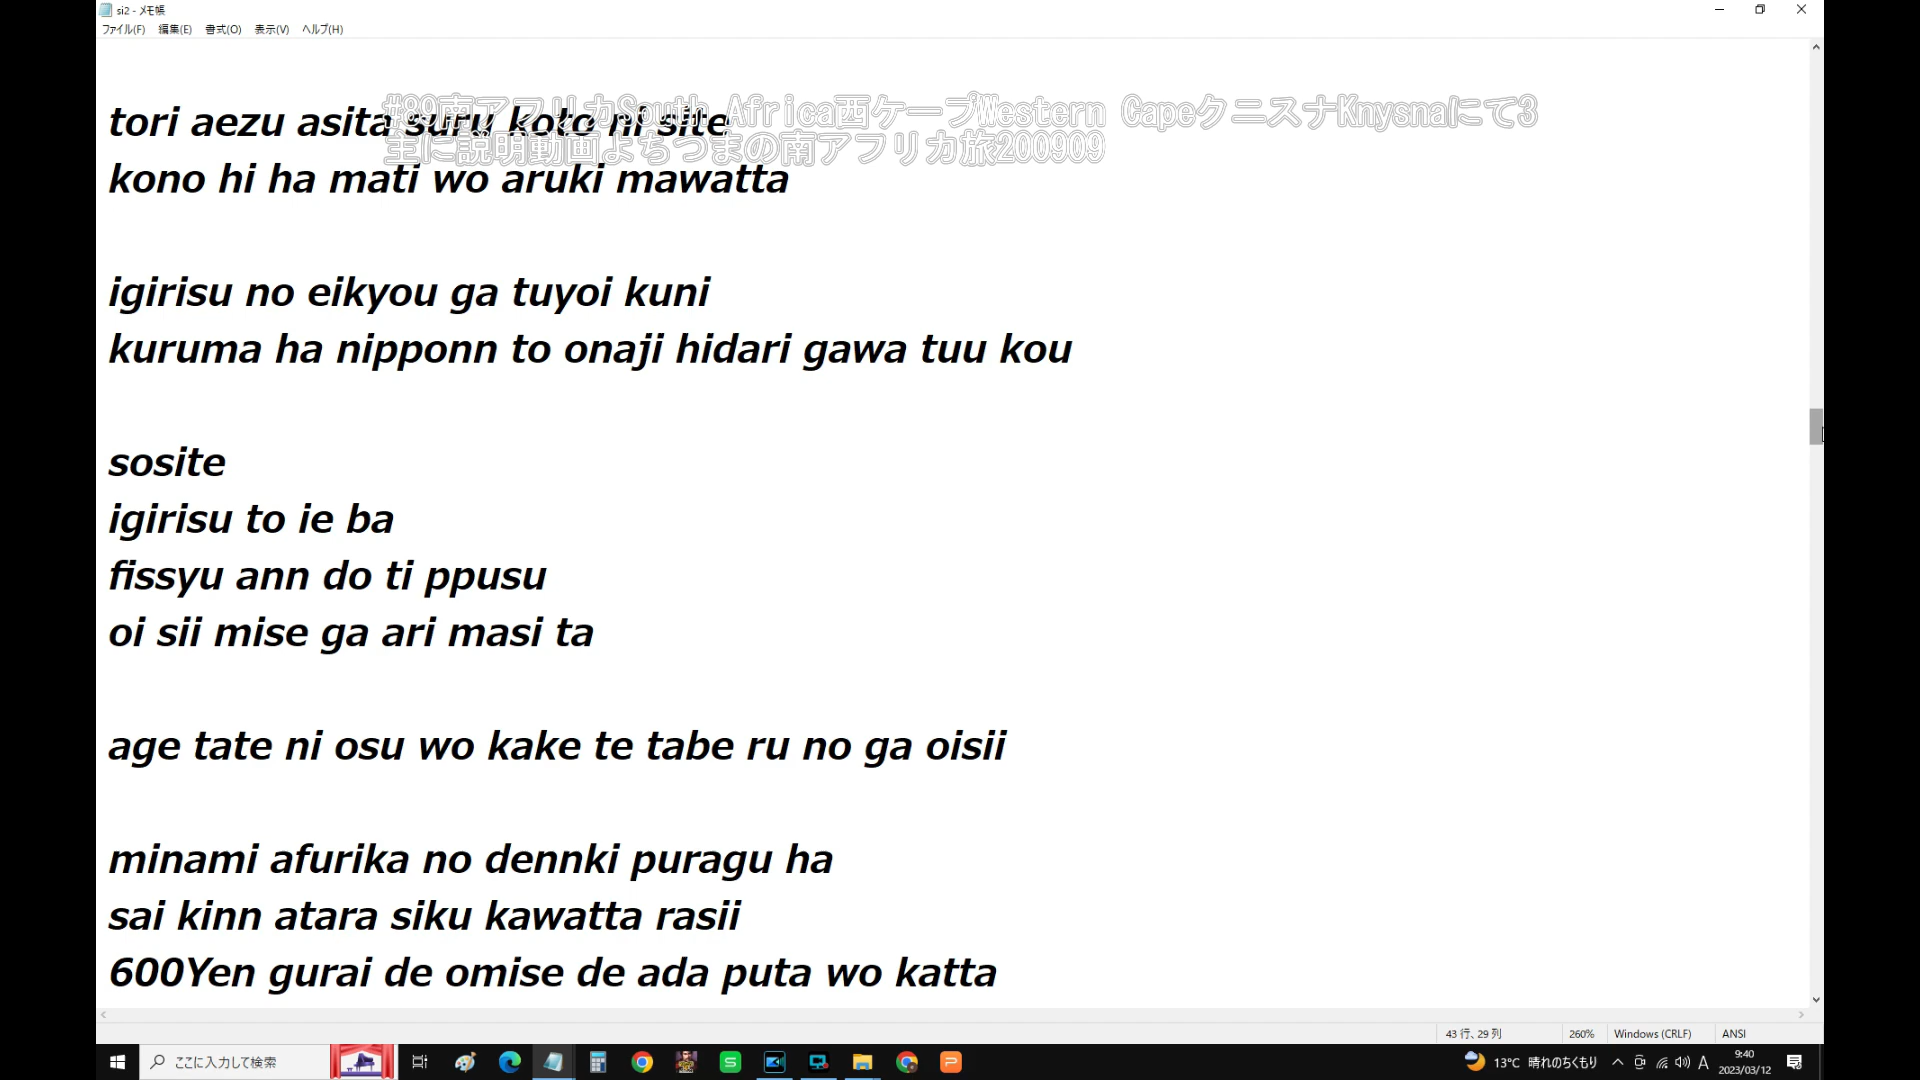 si2 - メモ帳
ファイル(F) 編集(E) 書式(O) 表示(V) ヘルプ(H)
#89南アフリカSouth Africa西ケープWestern CapeクニスナKnysnaにて3
主に説明動画よちつまの南アフリカ旅200909
tori aezu asita suru koto ni site
kono hi ha mati wo aruki mawatta
igirisu no eikyou ga tuyoi kuni
kuruma ha nipponn to onaji hidari gawa tuu kou
sosite
igirisu to ie ba
fissyu ann do ti ppusu
oi sii mise ga ari masi ta
age tate ni osu wo kake te tabe ru no ga oisii
minami afurika no dennki puragu ha
sai kinn atara siku kawatta rasii
600Yen gurai de omise de ada puta wo katta
43 行、29 列 260% Windows (CRLF) ANSI
ここに入力して検索
13°C 晴れのちくもり A 9:40
2023/03/12